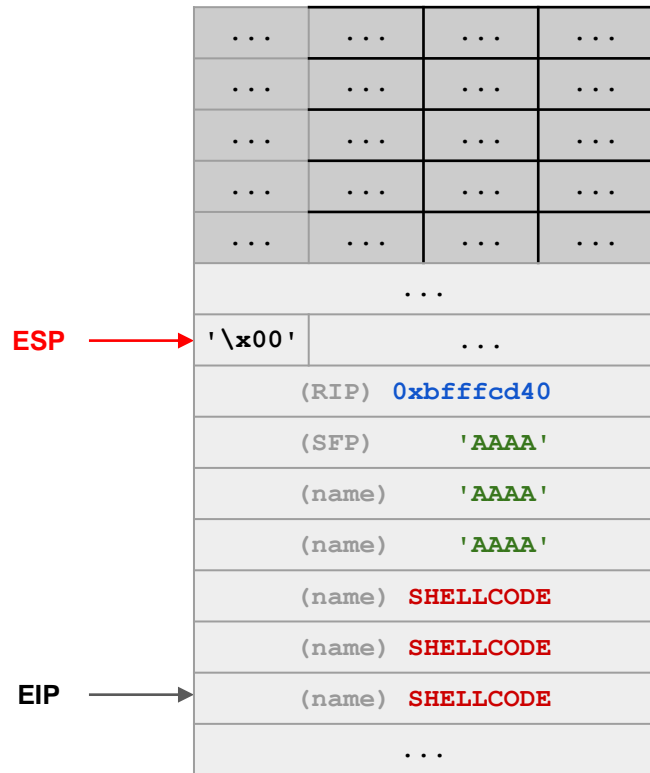 ... ... ... ...
... ... ... ...
... ... ... ...
... ... ... ...
... ... ... ...
...
ESP '\x00' ...
(RIP) 0xbfffcd40
(SFP) 'AAAA'
(name) 'AAAA'
(name) 'AAAA'
(name) SHELLCODE
(name) SHELLCODE
EIP (name) SHELLCODE
...